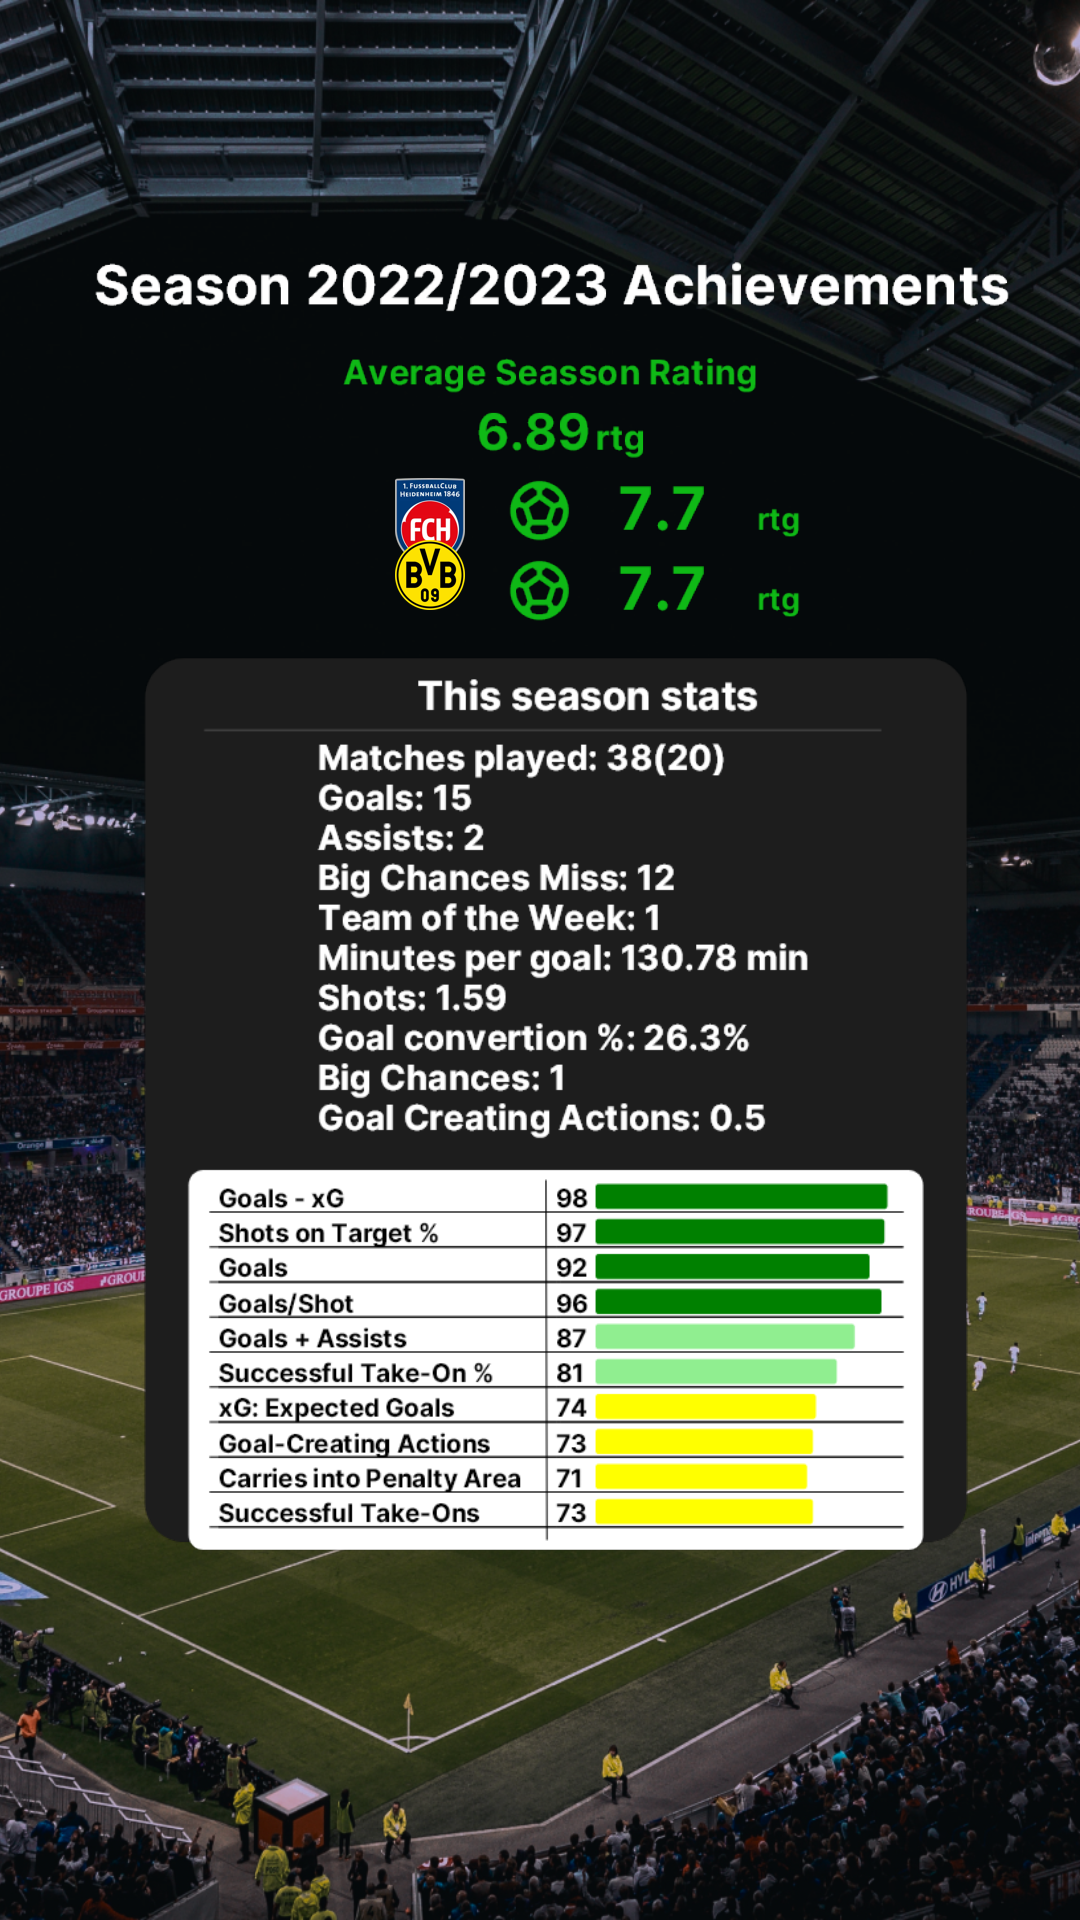 Season 2022/2023 Achievements
Average Seasson Rating
6.89 rtg
1. FUSSBALLCLUB
HEIDENHEIM 1846
FCH
7.7 rtg
BVB
09
7.7 rtg
This season stats
Matches played: 38(20)
Goals: 15
Assists: 2
Big Chances Miss: 12
Team of the Week: 1
Minutes per goal: 130.78 min
Shots: 1.59
Goal convertion %: 26.3%
Big Chances: 1
Goal Creating Actions: 0.5
Goals - xG 98
Shots on Target % 97
Goals 92
Goals/Shot 96
Goals + Assists 87
Successful Take-On % 81
xG: Expected Goals 74
Goal-Creating Actions 73
Carries into Penalty Area 71
Successful Take-Ons 73
Groupama stadium
Orange
GROUPE IGS #GROU
HYUNDAI